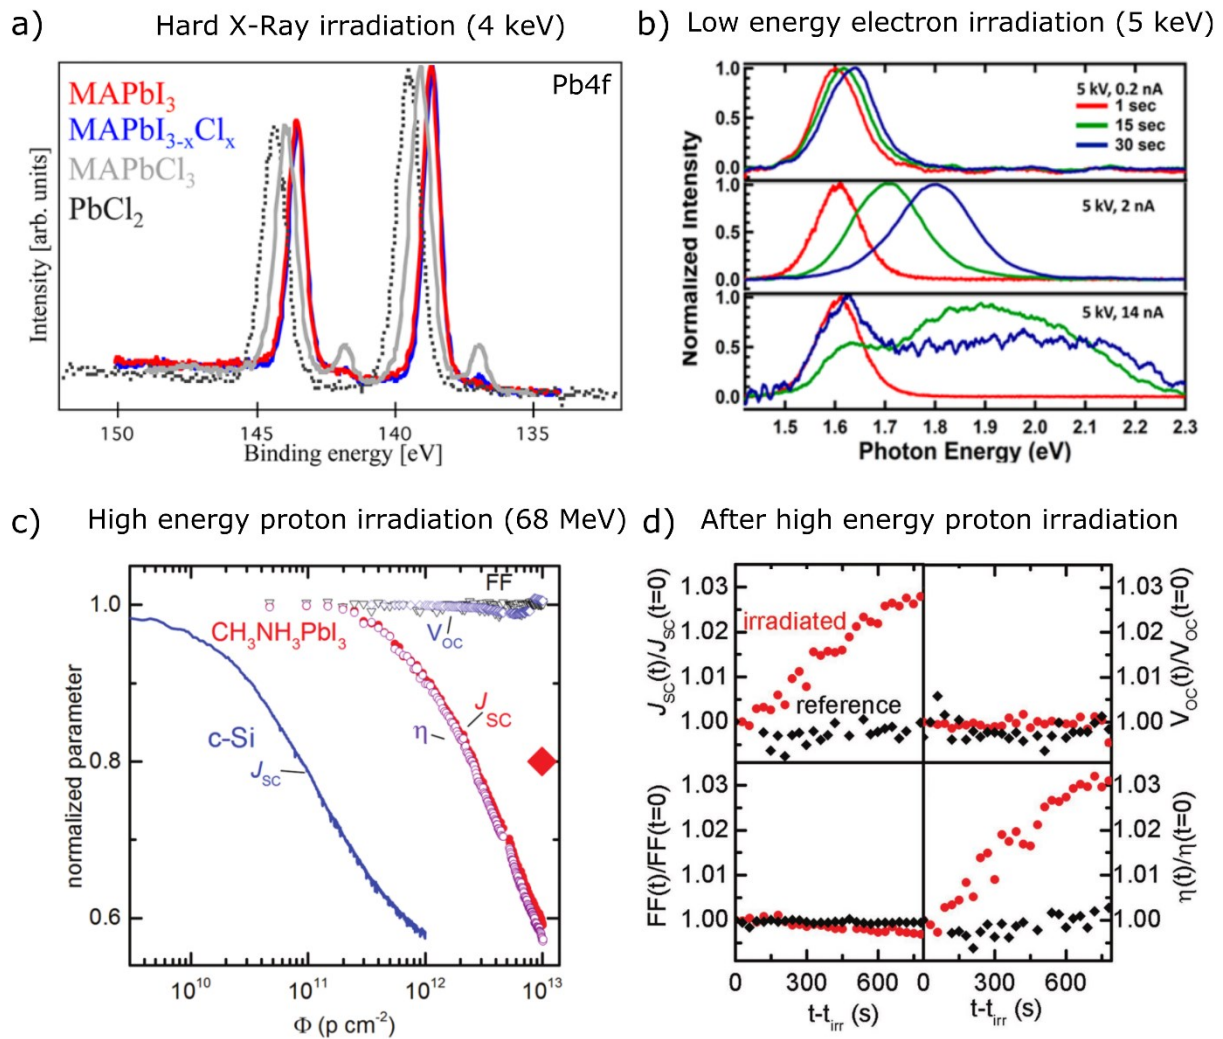 a) Hard X-Ray irradiation (4 keV)
Pb4f
MAPbI3
MAPbI3-xClx
MAPbCl3
PbCl2
Intensity [arb. units]
150 145 140 135
Binding energy [eV]
b) Low energy electron irradiation (5 keV)
1.0
0.5
0.0
5 kV, 0.2 nA
1 sec
15 sec
30 sec
1.0
0.5
0.0
5 kV, 2 nA
1.0
0.5
0.0
5 kV, 14 nA
Normalized Intensity
1.5 1.6 1.7 1.8 1.9 2.0 2.1 2.2 2.3
Photon Energy (eV)
c) High energy proton irradiation (68 MeV)
FF
1.0
0.8
0.6
CH3NH3PbI3
VOC
JSC
η
c-Si
JSC
normalized parameter
10^10 10^11 10^12 10^13
Φ (p cm-2)
d) After high energy proton irradiation
JSC(t)/JSC(t=0)
1.03
1.02
1.01
1.00
irradiated
reference
1.03
1.02
1.01
1.00
VOC(t)/VOC(t=0)
FF(t)/FF(t=0)
1.03
1.02
1.01
1.00
1.03
1.02
1.01
1.00
η(t)/η(t=0)
0 300 600 0 300 600
t-tirr (s)
t-tirr (s)